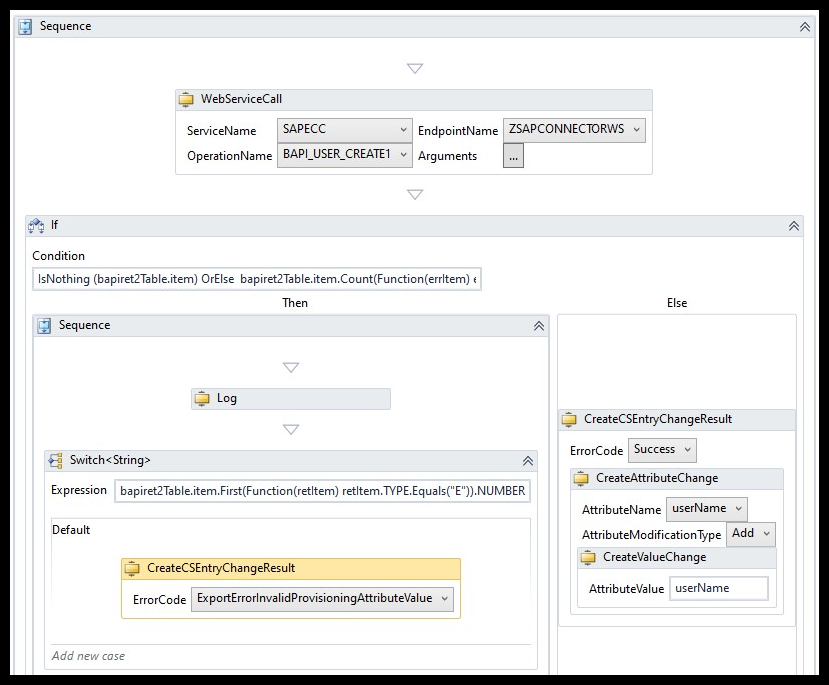 Sequence
WebServiceCall
ServiceName SAPECC EndpointName ZSAPCONNECTORWS
OperationName BAPI_USER_CREATE1 Arguments ...
If
Condition
IsNothing (bapiret2Table.item) OrElse bapiret2Table.item.Count(Function(errItem) e
Then Else
Sequence
Log
Switch<String>
Expression bapiret2Table.item.First(Function(retItem) retItem.TYPE.Equals("E")).NUMBER
Default
CreateCSEntryChangeResult
ErrorCode ExportErrorInvalidProvisioningAttributeValue
Add new case
CreateCSEntryChangeResult
ErrorCode Success
CreateAttributeChange
AttributeName userName
AttributeModificationType Add
CreateValueChange
AttributeValue userName